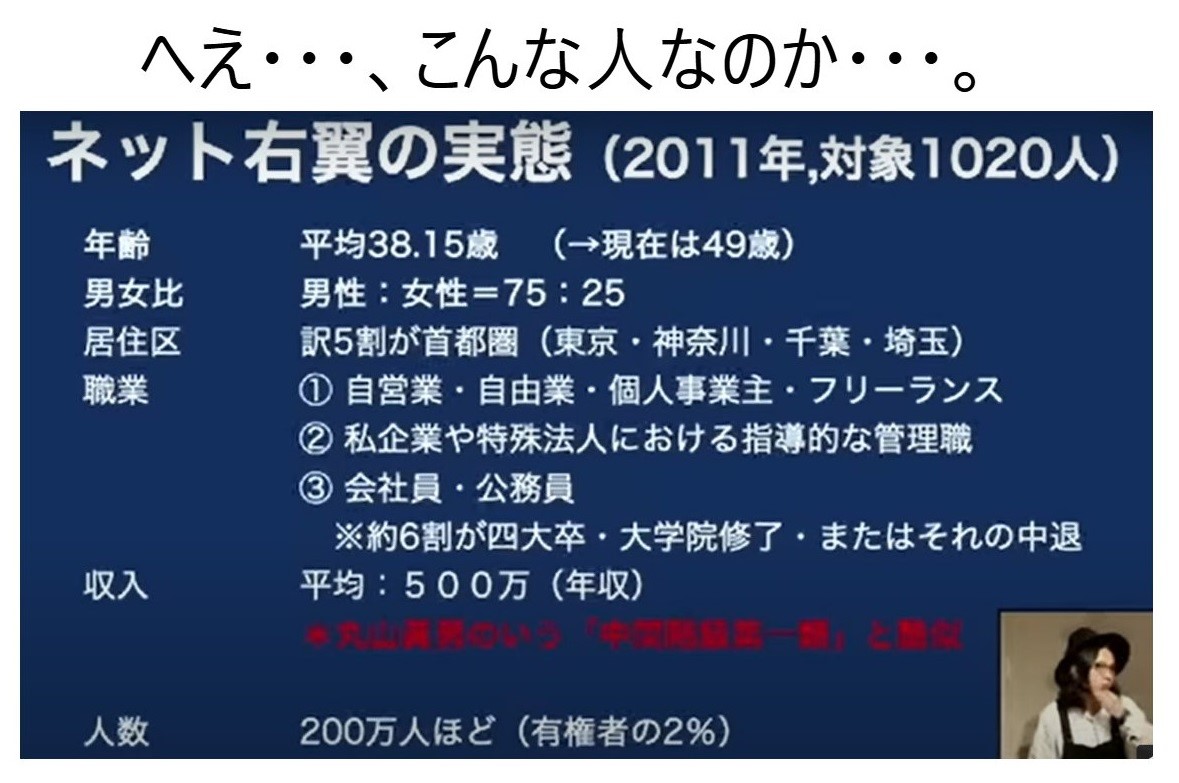 へえ・・・、こんな人なのか・・・。
ネット右翼の実態（2011年,対象1020人）
年齢 平均38.15歳 （→現在は49歳）
男女比 男性：女性＝75：25
居住区 訳5割が首都圏（東京・神奈川・千葉・埼玉）
職業 ① 自営業・自由業・個人事業主・フリーランス
② 私企業や特殊法人における指導的な管理職
③ 会社員・公務員
※約6割が四大卒・大学院修了・またはそれの中退
収入 平均：５００万（年収）
＊丸山眞男のいう「中間階級第一類」と類似
人数 200万人ほど（有権者の2%）